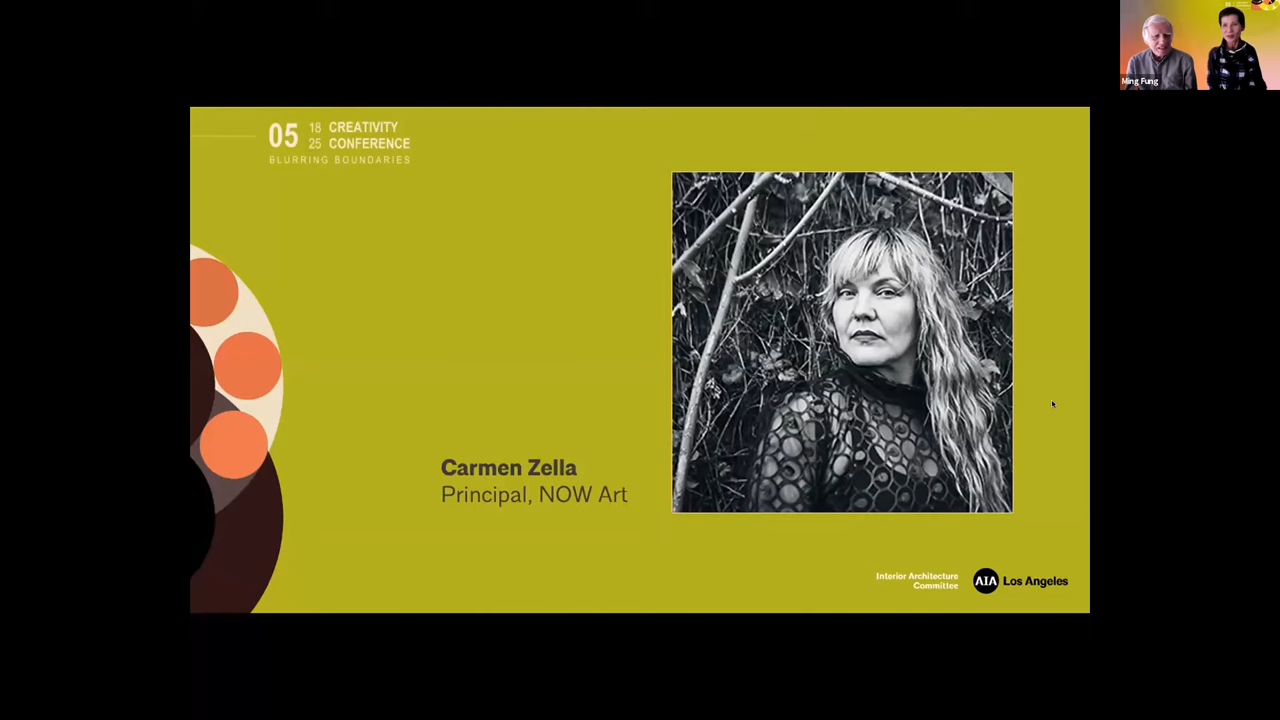 Ming Fung
05 18 CREATIVITY
25 CONFERENCE
BLURRING BOUNDARIES
Carmen Zella
Principal, NOW Art
Interior Architecture
Committee
AIA Los Angeles